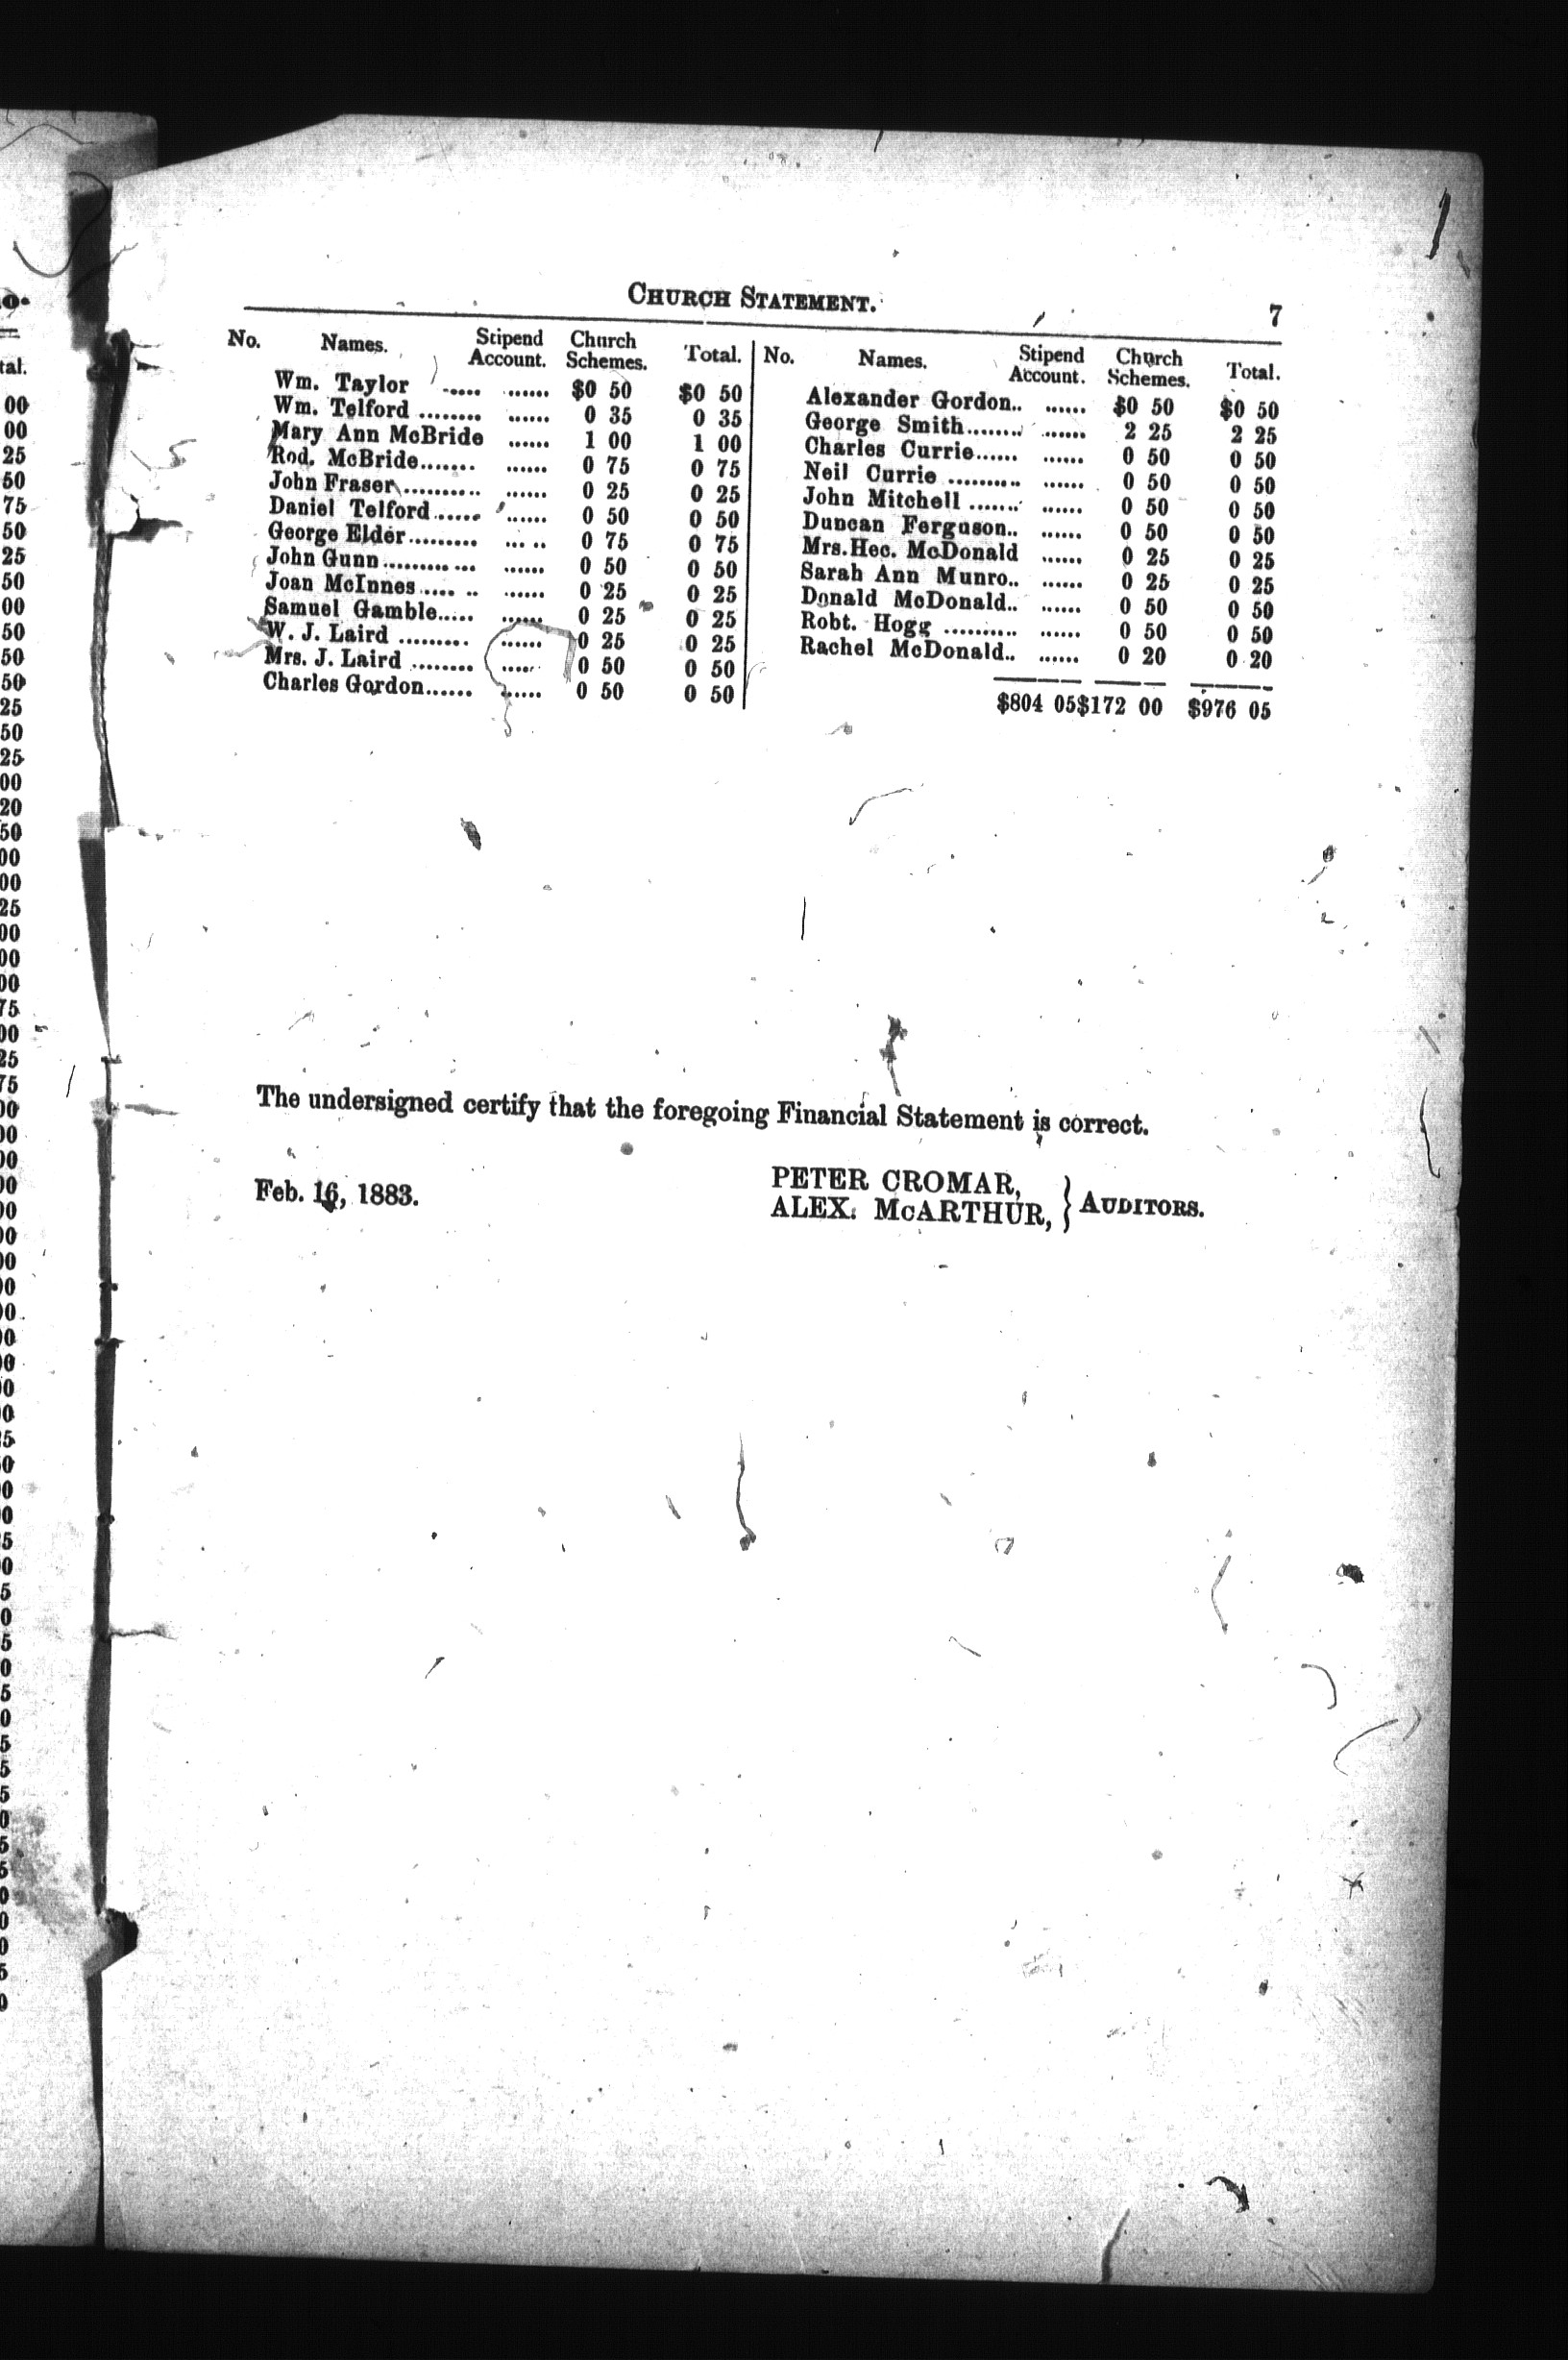 CHURCH STATEMENT. 7
No. Names. Stipend Account. Church Schemes. Total.
Wm. Taylor ..... ...... $0 50 $0 50
Wm. Telford ......... ...... 0 35 0 35
Mary Ann McBride ...... 1 00 1 00
Rod. McBride....... ...... 0 75 0 75
John Fraser........... ...... 0 25 0 25
Daniel Telford...... ...... 0 50 0 50
George Elder......... ... .. 0 75 0 75
John Gunn............ ...... 0 50 0 50
Joan McInnes..... .. ...... 0 25 0 25
Samuel Gamble..... ...... 0 25 0 25
W. J. Laird ......... ...... 0 25 0 25
Mrs. J. Laird ........ ...... 0 50 0 50
Charles Gordon...... ...... 0 50 0 50
No. Names. Stipend Account. Church Schemes. Total.
Alexander Gordon.. ...... $0 50 $0 50
George Smith........ ...... 2 25 2 25
Charles Currie...... ...... 0 50 0 50
Neil Currie .......... ...... 0 50 0 50
John Mitchell ....... ...... 0 50 0 50
Duncan Ferguson.. ...... 0 50 0 50
Mrs. Hec. McDonald ...... 0 25 0 25
Sarah Ann Munro.. ...... 0 25 0 25
Donald McDonald.. ...... 0 50 0 50
Robt. Hogg .......... ...... 0 50 0 50
Rachel McDonald.. ...... 0 20 0 20
$804 05 $172 00 $976 05
The undersigned certify that the foregoing Financial Statement is correct.
Feb. 16, 1883.
PETER CROMAR,
ALEX. McARTHUR, } AUDITORS.